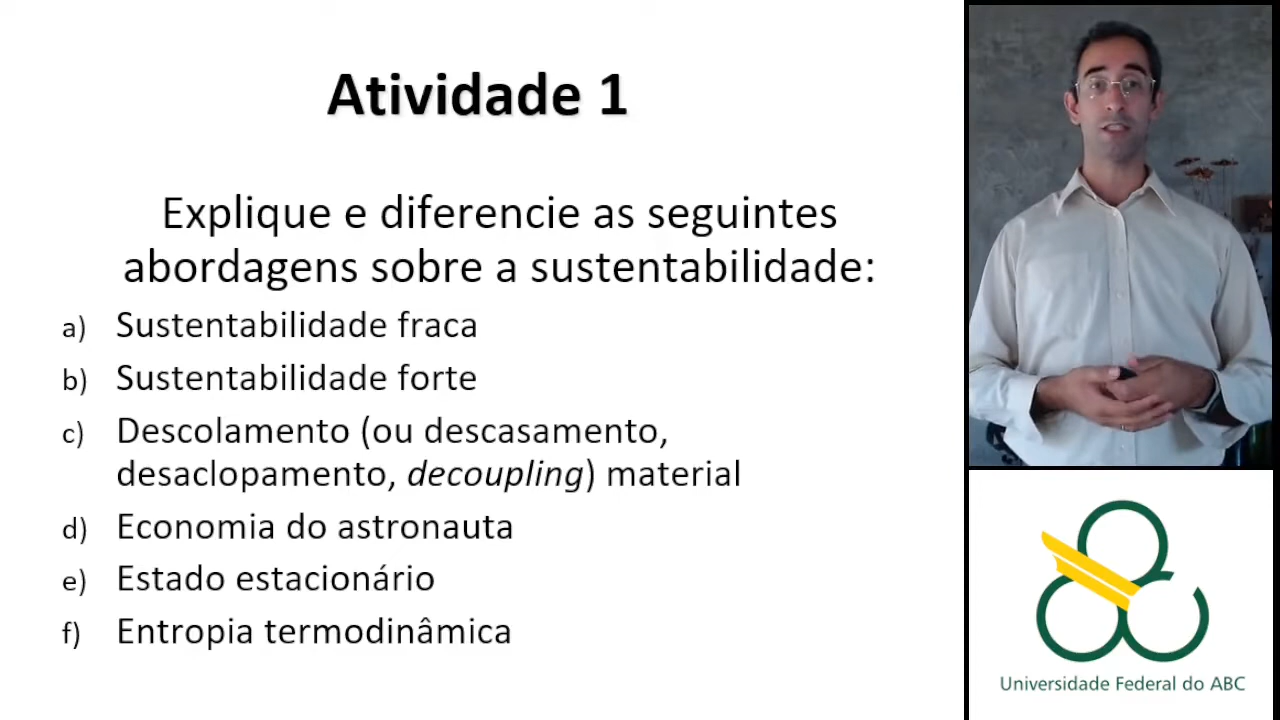 Atividade 1
Explique e diferencie as seguintes
abordagens sobre a sustentabilidade:
a) Sustentabilidade fraca
b) Sustentabilidade forte
c) Descolamento (ou descasamento,
desaclopamento, decoupling) material
d) Economia do astronauta
e) Estado estacionário
f) Entropia termodinâmica
Universidade Federal do ABC